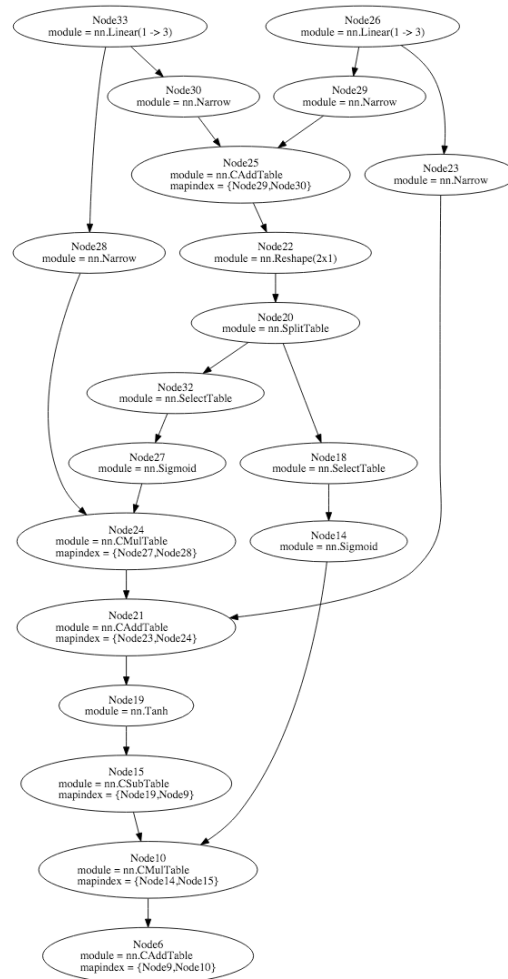 Node33
module = nn.Linear(1 -> 3)
Node26
module = nn.Linear(1 -> 3)
Node30
module = nn.Narrow
Node29
module = nn.Narrow
Node25
module = nn.CAddTable
mapindex = {Node29,Node30}
Node23
module = nn.Narrow
Node28
module = nn.Narrow
Node22
module = nn.Reshape(2x1)
Node20
module = nn.SplitTable
Node32
module = nn.SelectTable
Node27
module = nn.Sigmoid
Node18
module = nn.SelectTable
Node24
module = nn.CMulTable
mapindex = {Node27,Node28}
Node14
module = nn.Sigmoid
Node21
module = nn.CAddTable
mapindex = {Node23,Node24}
Node19
module = nn.Tanh
Node15
module = nn.CSubTable
mapindex = {Node19,Node9}
Node10
module = nn.CMulTable
mapindex = {Node14,Node15}
Node6
module = nn.CAddTable
mapindex = {Node9,Node10}